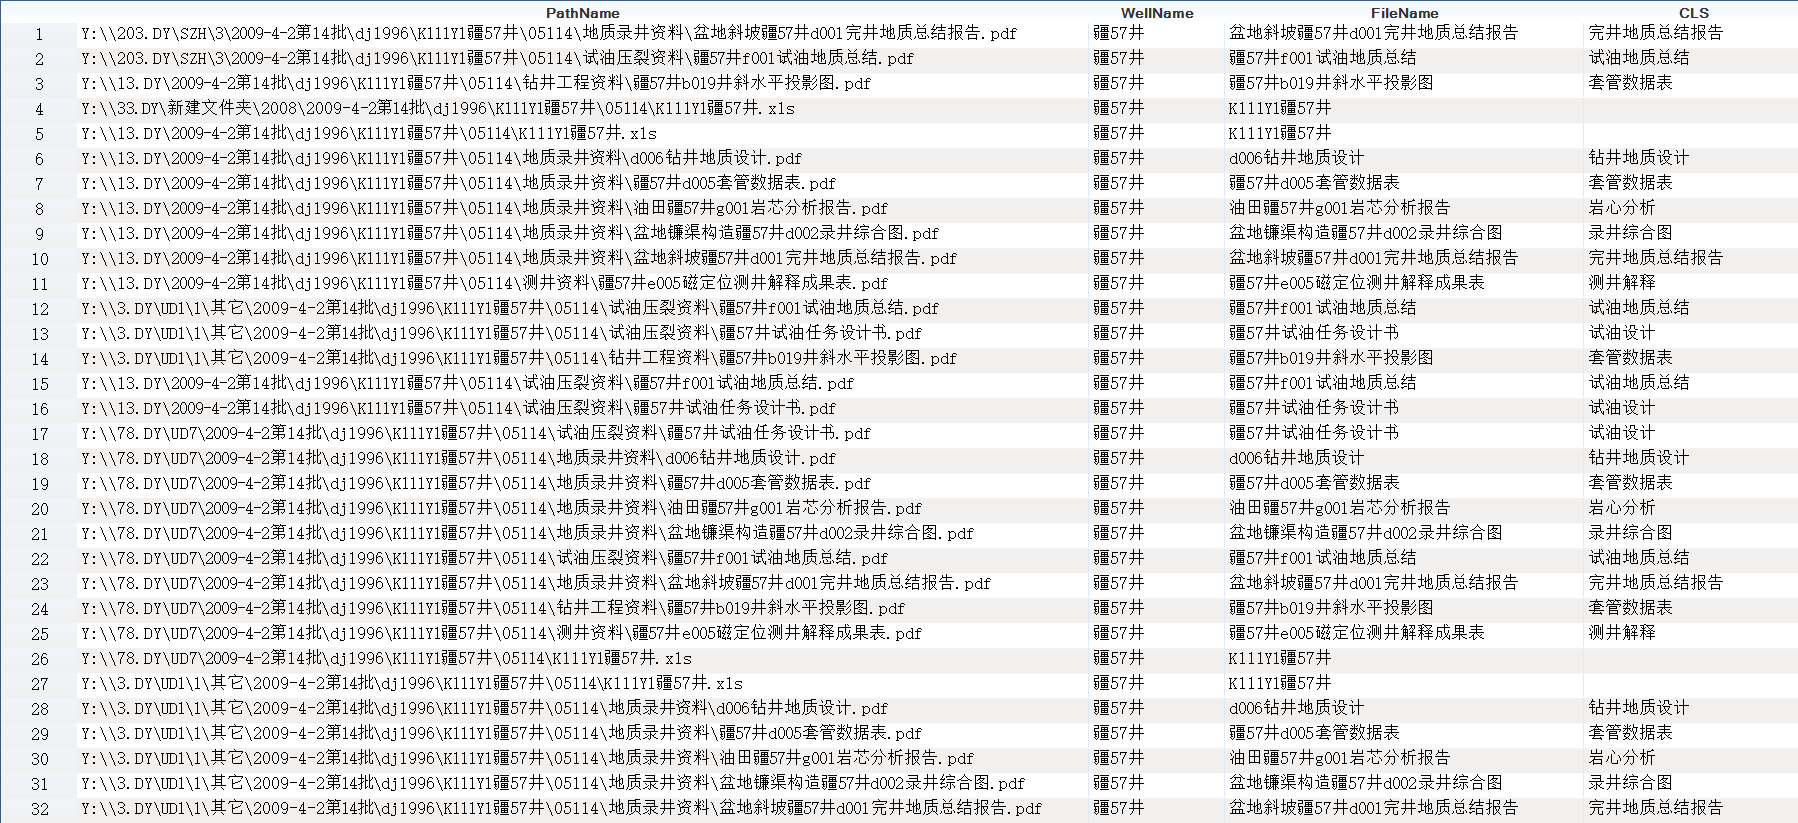 PathName WellName FileName CLS
1 Y:\\203.DY\SZH\3\2009-4-2第14批\dj1996\K111Y1疆57井\05114\地质录井资料\盆地斜坡疆57井d001完井地质总结报告.pdf 疆57井 盆地斜坡疆57井d001完井地质总结报告 完井地质总结报告
2 Y:\\203.DY\SZH\3\2009-4-2第14批\dj1996\K111Y1疆57井\05114\试油压裂资料\疆57井f001试油地质总结.pdf 疆57井 疆57井f001试油地质总结 试油地质总结
3 Y:\\13.DY\2009-4-2第14批\dj1996\K111Y1疆57井\05114\钻井工程资料\疆57井b019井斜水平投影图.pdf 疆57井 疆57井b019井斜水平投影图 套管数据表
4 Y:\\33.DY\新建文件夹\2008\2009-4-2第14批\dj1996\K111Y1疆57井\05114\K111Y1疆57井.xls 疆57井 K111Y1疆57井
5 Y:\\13.DY\2009-4-2第14批\dj1996\K111Y1疆57井\05114\K111Y1疆57井.xls 疆57井 K111Y1疆57井
6 Y:\\13.DY\2009-4-2第14批\dj1996\K111Y1疆57井\05114\地质录井资料\d006钻井地质设计.pdf 疆57井 d006钻井地质设计 钻井地质设计
7 Y:\\13.DY\2009-4-2第14批\dj1996\K111Y1疆57井\05114\地质录井资料\疆57井d005套管数据表.pdf 疆57井 疆57井d005套管数据表 套管数据表
8 Y:\\13.DY\2009-4-2第14批\dj1996\K111Y1疆57井\05114\地质录井资料\油田疆57井g001岩芯分析报告.pdf 疆57井 油田疆57井g001岩芯分析报告 岩心分析
9 Y:\\13.DY\2009-4-2第14批\dj1996\K111Y1疆57井\05114\地质录井资料\盆地镰渠构造疆57井d002录井综合图.pdf 疆57井 盆地镰渠构造疆57井d002录井综合图 录井综合图
10 Y:\\13.DY\2009-4-2第14批\dj1996\K111Y1疆57井\05114\地质录井资料\盆地斜坡疆57井d001完井地质总结报告.pdf 疆57井 盆地斜坡疆57井d001完井地质总结报告 完井地质总结报告
11 Y:\\13.DY\2009-4-2第14批\dj1996\K111Y1疆57井\05114\测井资料\疆57井e005磁定位测井解释成果表.pdf 疆57井 疆57井e005磁定位测井解释成果表 测井解释
12 Y:\\3.DY\UD1\1\其它\2009-4-2第14批\dj1996\K111Y1疆57井\05114\试油压裂资料\疆57井f001试油地质总结.pdf 疆57井 疆57井f001试油地质总结 试油地质总结
13 Y:\\3.DY\UD1\1\其它\2009-4-2第14批\dj1996\K111Y1疆57井\05114\试油压裂资料\疆57井试油任务设计书.pdf 疆57井 疆57井试油任务设计书 试油设计
14 Y:\\3.DY\UD1\1\其它\2009-4-2第14批\dj1996\K111Y1疆57井\05114\钻井工程资料\疆57井b019井斜水平投影图.pdf 疆57井 疆57井b019井斜水平投影图 套管数据表
15 Y:\\13.DY\2009-4-2第14批\dj1996\K111Y1疆57井\05114\试油压裂资料\疆57井f001试油地质总结.pdf 疆57井 疆57井f001试油地质总结 试油地质总结
16 Y:\\13.DY\2009-4-2第14批\dj1996\K111Y1疆57井\05114\试油压裂资料\疆57井试油任务设计书.pdf 疆57井 疆57井试油任务设计书 试油设计
17 Y:\\78.DY\UD7\2009-4-2第14批\dj1996\K111Y1疆57井\05114\试油压裂资料\疆57井试油任务设计书.pdf 疆57井 疆57井试油任务设计书 试油设计
18 Y:\\78.DY\UD7\2009-4-2第14批\dj1996\K111Y1疆57井\05114\地质录井资料\d006钻井地质设计.pdf 疆57井 d006钻井地质设计 钻井地质设计
19 Y:\\78.DY\UD7\2009-4-2第14批\dj1996\K111Y1疆57井\05114\地质录井资料\疆57井d005套管数据表.pdf 疆57井 疆57井d005套管数据表 套管数据表
20 Y:\\78.DY\UD7\2009-4-2第14批\dj1996\K111Y1疆57井\05114\地质录井资料\油田疆57井g001岩芯分析报告.pdf 疆57井 油田疆57井g001岩芯分析报告 岩心分析
21 Y:\\78.DY\UD7\2009-4-2第14批\dj1996\K111Y1疆57井\05114\地质录井资料\盆地镰渠构造疆57井d002录井综合图.pdf 疆57井 盆地镰渠构造疆57井d002录井综合图 录井综合图
22 Y:\\78.DY\UD7\2009-4-2第14批\dj1996\K111Y1疆57井\05114\试油压裂资料\疆57井f001试油地质总结.pdf 疆57井 疆57井f001试油地质总结 试油地质总结
23 Y:\\78.DY\UD7\2009-4-2第14批\dj1996\K111Y1疆57井\05114\地质录井资料\盆地斜坡疆57井d001完井地质总结报告.pdf 疆57井 盆地斜坡疆57井d001完井地质总结报告 完井地质总结报告
24 Y:\\78.DY\UD7\2009-4-2第14批\dj1996\K111Y1疆57井\05114\钻井工程资料\疆57井b019井斜水平投影图.pdf 疆57井 疆57井b019井斜水平投影图 套管数据表
25 Y:\\78.DY\UD7\2009-4-2第14批\dj1996\K111Y1疆57井\05114\测井资料\疆57井e005磁定位测井解释成果表.pdf 疆57井 疆57井e005磁定位测井解释成果表 测井解释
26 Y:\\78.DY\UD7\2009-4-2第14批\dj1996\K111Y1疆57井\05114\K111Y1疆57井.xls 疆57井 K111Y1疆57井
27 Y:\\3.DY\UD1\1\其它\2009-4-2第14批\dj1996\K111Y1疆57井\05114\K111Y1疆57井.xls 疆57井 K111Y1疆57井
28 Y:\\3.DY\UD1\1\其它\2009-4-2第14批\dj1996\K111Y1疆57井\05114\地质录井资料\d006钻井地质设计.pdf 疆57井 d006钻井地质设计 钻井地质设计
29 Y:\\3.DY\UD1\1\其它\2009-4-2第14批\dj1996\K111Y1疆57井\05114\地质录井资料\疆57井d005套管数据表.pdf 疆57井 疆57井d005套管数据表 套管数据表
30 Y:\\3.DY\UD1\1\其它\2009-4-2第14批\dj1996\K111Y1疆57井\05114\地质录井资料\油田疆57井g001岩芯分析报告.pdf 疆57井 油田疆57井g001岩芯分析报告 岩心分析
31 Y:\\3.DY\UD1\1\其它\2009-4-2第14批\dj1996\K111Y1疆57井\05114\地质录井资料\盆地镰渠构造疆57井d002录井综合图.pdf 疆57井 盆地镰渠构造疆57井d002录井综合图 录井综合图
32 Y:\\3.DY\UD1\1\其它\2009-4-2第14批\dj1996\K111Y1疆57井\05114\地质录井资料\盆地斜坡疆57井d001完井地质总结报告.pdf 疆57井 盆地斜坡疆57井d001完井地质总结报告 完井地质总结报告